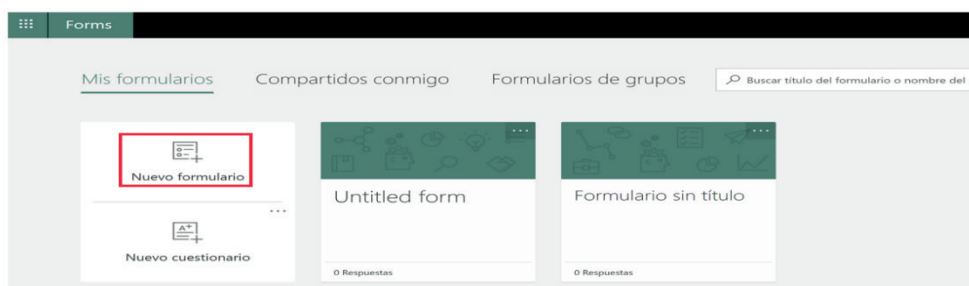 Forms
Mis formularios Compartidos conmigo Formularios de grupos Buscar título del formulario o nombre del
Nuevo formulario
Untitled form
Formulario sin título
A+
Nuevo cuestionario
0 Respuestas
0 Respuestas